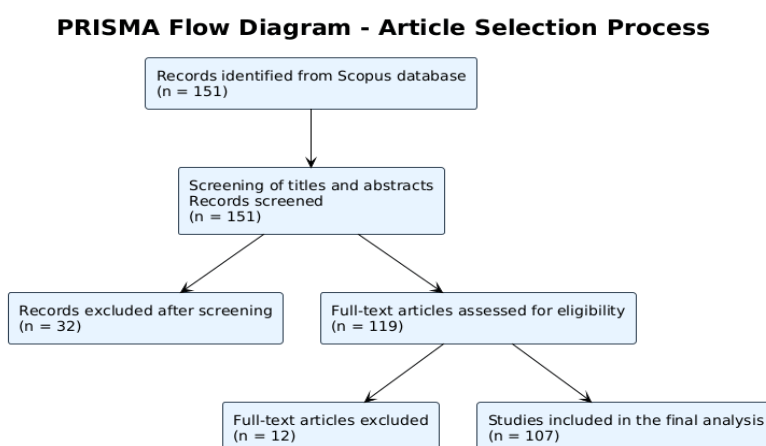 PRISMA Flow Diagram - Article Selection Process
Records identified from Scopus database
(n = 151)
Screening of titles and abstracts
Records screened
(n = 151)
Records excluded after screening
(n = 32)
Full-text articles assessed for eligibility
(n = 119)
Full-text articles excluded
(n = 12)
Studies included in the final analysis
(n = 107)